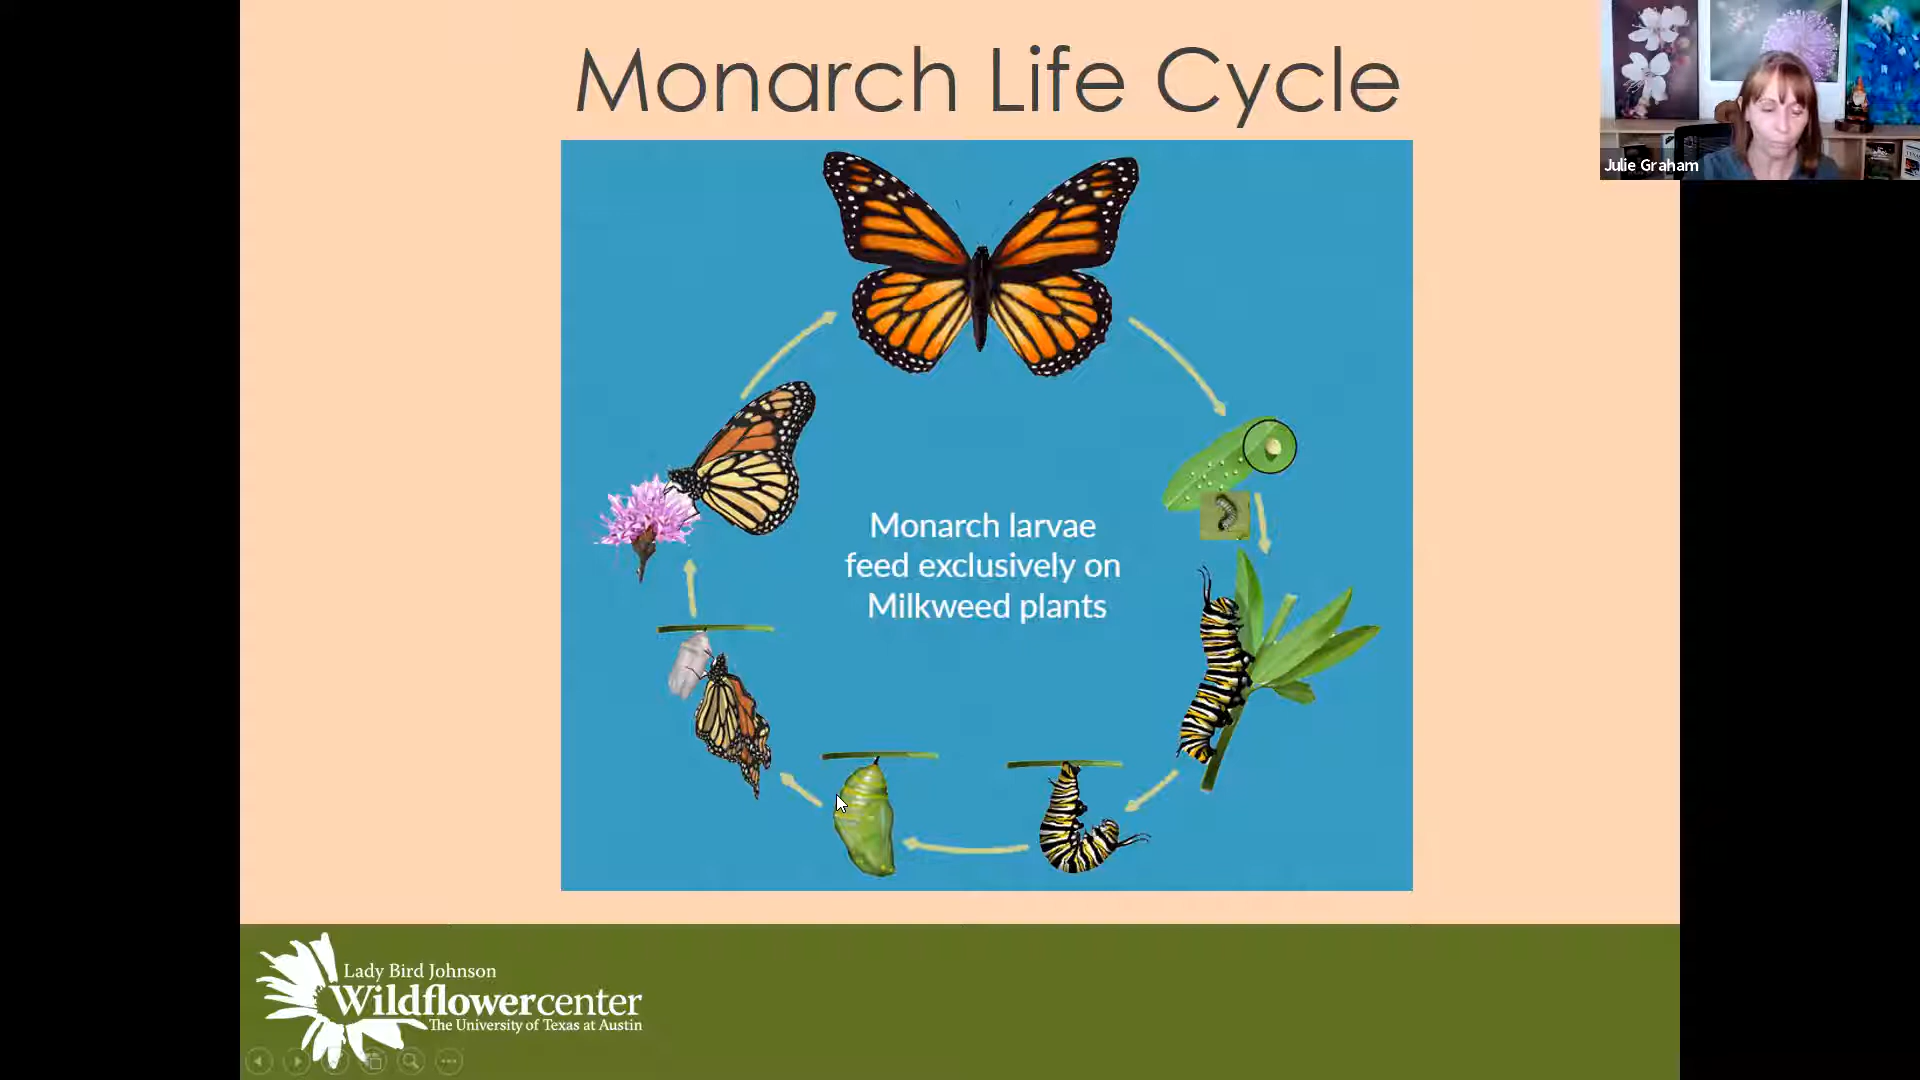 Monarch Life Cycle
Julie Graham
Monarch larvae
feed exclusively on
Milkweed plants
Lady Bird Johnson
Wildflowercenter
The University of Texas at Austin